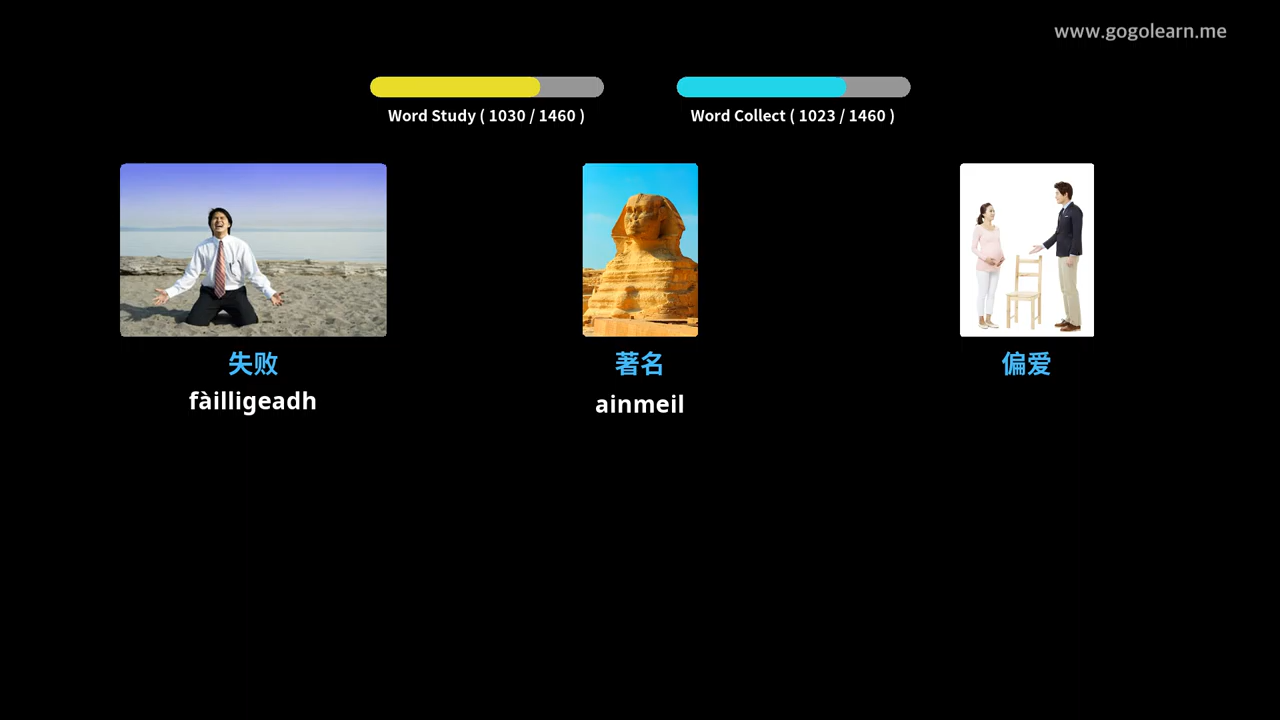 www.gogolearn.me
Word Study ( 1030 / 1460 )
Word Collect ( 1023 / 1460 )
失败
著名
偏爱
fàilligeadh
ainmeil